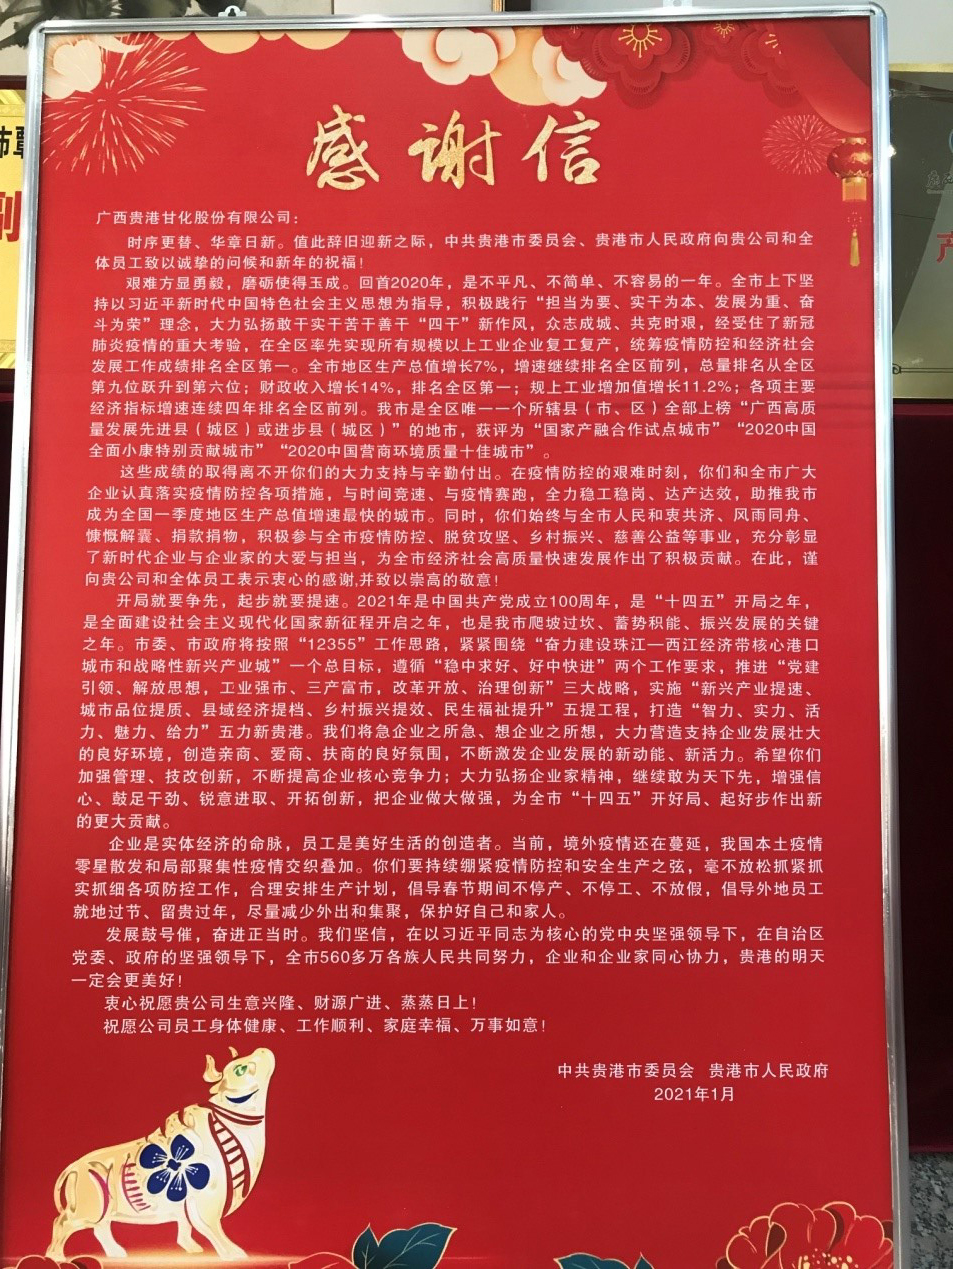 感谢信
广西贵港甘化股份有限公司：
时序更替、华章日新。值此辞旧迎新之际，中共贵港市委员会、贵港市人民政府向贵公司和全
体员工致以诚挚的问候和新年的祝福！
艰难方显勇毅，磨砺使得玉成。回首2020年，是不平凡、不简单、不容易的一年。全市上下坚
持以习近平新时代中国特色社会主义思想为指导，积极践行“担当为要、实干为本、发展为重、奋
斗为荣”理念，大力弘扬敢干实干苦干善干“四干”新作风，众志成城、共克时艰，经受住了新冠
肺炎疫情的重大考验，在全区率先实现所有规模以上工业企业复工复产，统筹疫情防控和经济社会
发展工作成绩排名全区第一。全市地区生产总值增长7%，增速继续排名全区前列，总量排名从全区
第九位跃升到第六位；财政收入增长14%，排名全区第一；规上工业增加值增长11.2%；各项主要
经济指标增速连续四年排名全区前列。我市是全区唯一一个所辖县（市、区）全部上榜“广西高质
量发展先进县（城区）或进步县（城区）”的地市，获评为“国家产融合作试点城市”“2020中国
全面小康特别贡献城市”“2020中国营商环境质量十佳城市”。
这些成绩的取得离不开你们的大力支持与辛勤付出。在疫情防控的艰难时刻，你们和全市广大
企业认真落实疫情防控各项措施，与时间竞速、与疫情赛跑，全力稳工稳岗、达产达效，助推我市
成为全国一季度地区生产总值增速最快的城市。同时，你们始终与全市人民和衷共济、风雨同舟、
慷慨解囊、捐款捐物，积极参与全市疫情防控、脱贫攻坚、乡村振兴、慈善公益等事业，充分彰显
了新时代企业与企业家的大爱与担当，为全市经济社会高质量快速发展作出了积极贡献。在此，谨
向贵公司和全体员工表示衷心的感谢,并致以崇高的敬意！
开局就要争先，起步就要提速。2021年是中国共产党成立100周年，是“十四五”开局之年，
是全面建设社会主义现代化国家新征程开启之年，也是我市爬坡过坎、蓄势积能、振兴发展的关键
之年。市委、市政府将按照“12355”工作思路，紧紧围绕“奋力建设珠江—西江经济带核心港口
城市和战略性新兴产业城”一个总目标，遵循“稳中求好、好中快进”两个工作要求，推进“党建
引领、解放思想，工业强市、三产富市，改革开放、治理创新”三大战略，实施“新兴产业提速、
城市品位提质、县域经济提档、乡村振兴提效、民生福祉提升”五提工程，打造“智力、实力、活
力、魅力、给力”五力新贵港。我们将急企业之所急、想企业之所想，大力营造支持企业发展壮大
的良好环境，创造亲商、爱商、扶商的良好氛围，不断激发企业发展的新动能、新活力。希望你们
加强管理、技改创新，不断提高企业核心竞争力；大力弘扬企业家精神，继续敢为天下先，增强信
心、鼓足干劲、锐意进取、开拓创新，把企业做大做强，为全市“十四五”开好局、起好步作出新
的更大贡献。
企业是实体经济的命脉，员工是美好生活的创造者。当前，境外疫情还在蔓延，我国本土疫情
零星散发和局部聚集性疫情交织叠加。你们要持续绷紧疫情防控和安全生产之弦，毫不放松抓紧抓
实抓细各项防控工作，合理安排生产计划，倡导春节期间不停产、不停工、不放假，倡导外地员工
就地过节、留贵过年，尽量减少外出和集聚，保护好自己和家人。
发展鼓号催，奋进正当时。我们坚信，在以习近平同志为核心的党中央坚强领导下，在自治区
党委、政府的坚强领导下，全市560多万各族人民共同努力，企业和企业家同心协力，贵港的明天
一定会更美好！
衷心祝愿贵公司生意兴隆、财源广进、蒸蒸日上！
祝愿公司员工身体健康、工作顺利、家庭幸福、万事如意！
中共贵港市委员会 贵港市人民政府
2021年1月